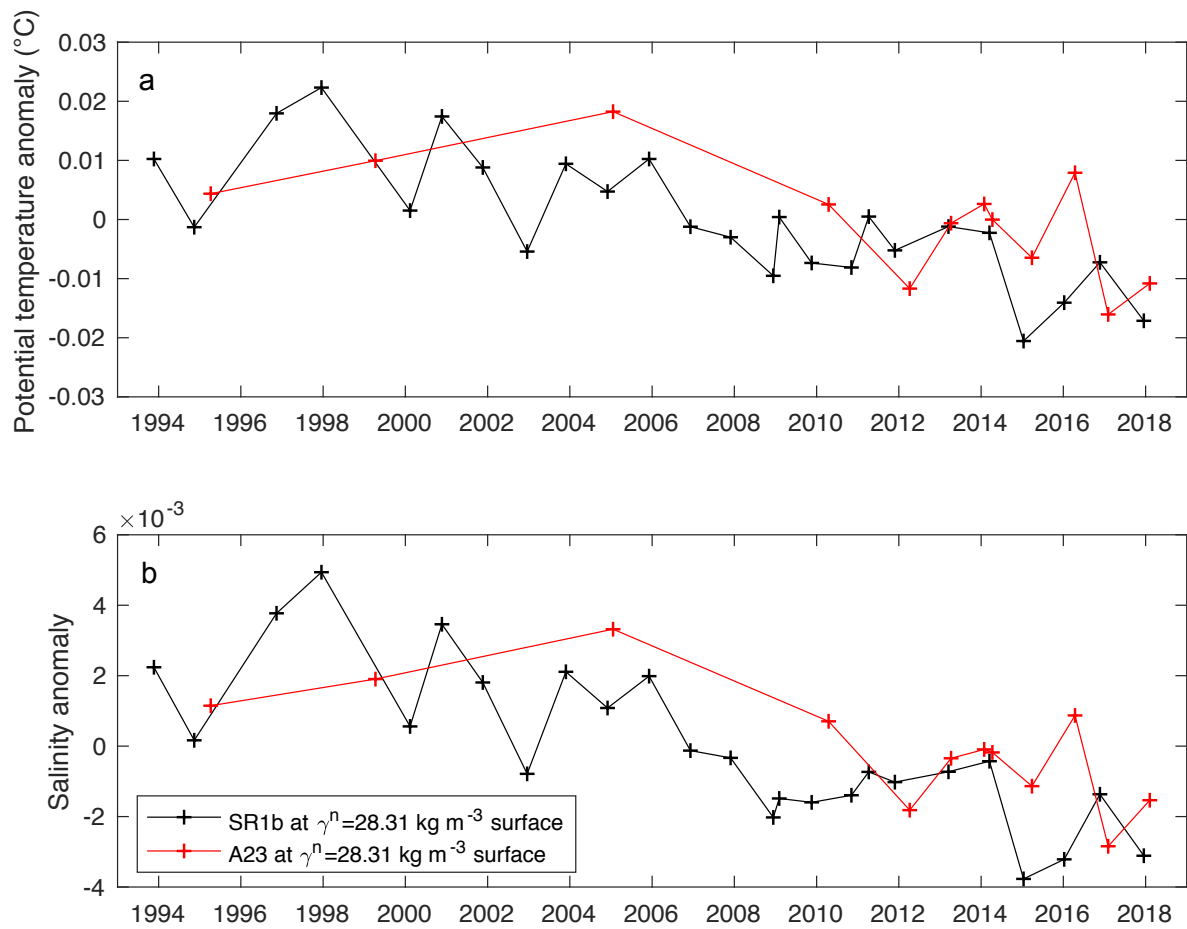 Potential temperature anomaly (°C)
a
0.03
0.02
0.01
0
-0.01
-0.02
-0.03
1994 1996 1998 2000 2002 2004 2006 2008 2010 2012 2014 2016 2018
×10⁻³
Salinity anomaly
b
6
4
2
0
-2
-4
SR1b at γⁿ=28.31 kg m⁻³ surface
A23 at γⁿ=28.31 kg m⁻³ surface
1994 1996 1998 2000 2002 2004 2006 2008 2010 2012 2014 2016 2018